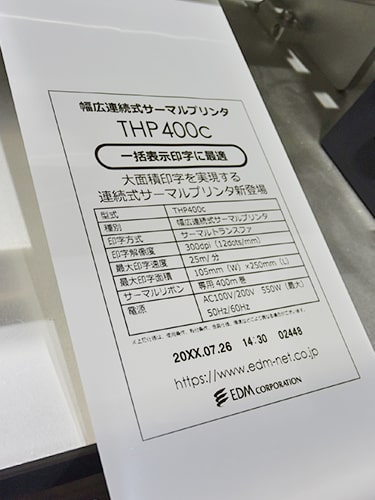 幅広連続式サーマルプリンタ
THP400c
一括表示印字に最適
大面積印字を実現する
連続式サーマルプリンタ新登場
型式 THP400c
種別 幅広連続式サーマルプリンタ
印字方式 サーマルトランスファ
印字解像度 300dpi (12dots/mm)
最大印字速度 25m/分
最大印字面積 105mm (W) ×250mm (L)
サーマルリボン 専用 400m 巻
電源 AC100V/200V 550W (最大)
50Hz/60Hz
20XX.07.26 14:30 02448
https://www.edm-net.co.jp
EDM CORPORATION